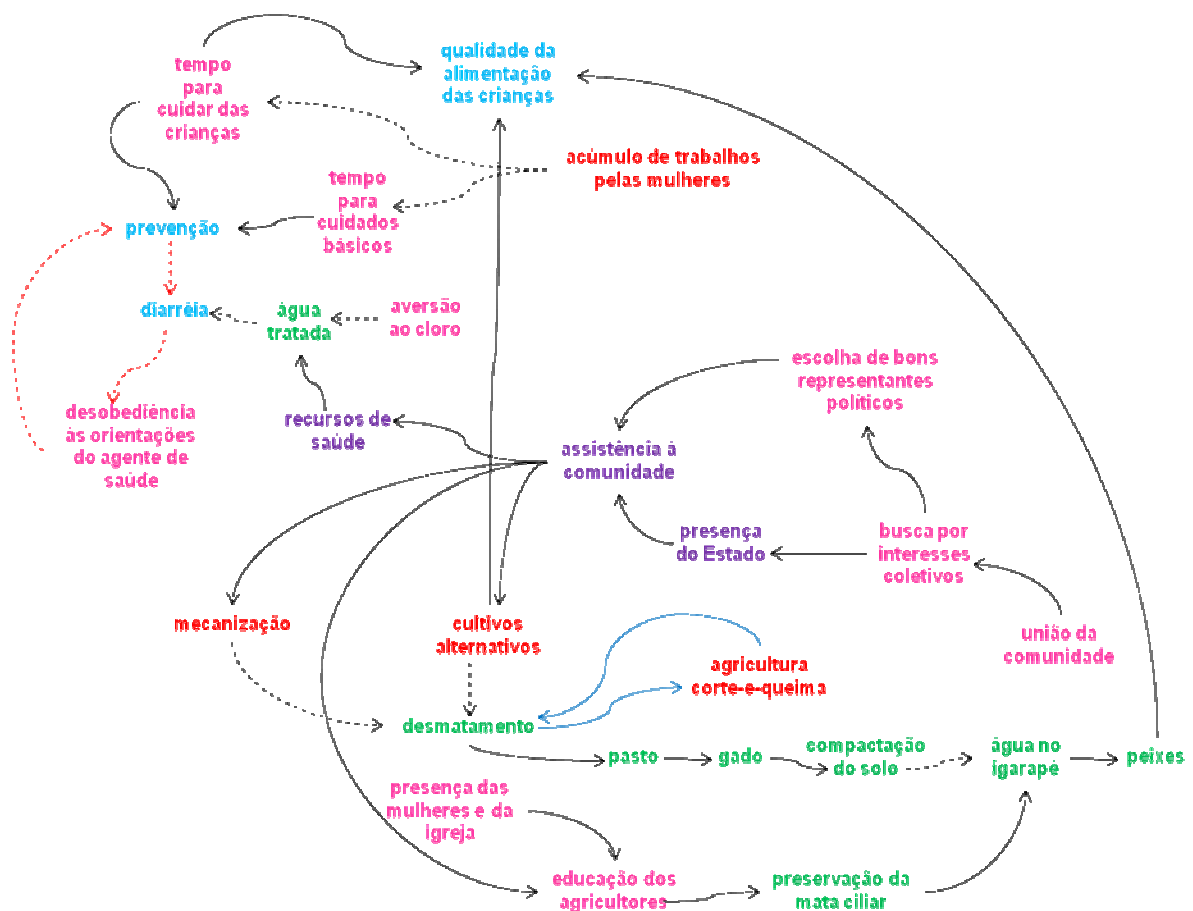 qualidade da
alimentação
das crianças
tempo
para
cuidar das
crianças
acúmulo de trabalhos
pelas mulheres
tempo
para
cuidados
básicos
prevenção
diarréia
água
tratada
aversão
ao cloro
escolha de bons
representantes
políticos
desobediência
às orientações
do agente de
saúde
recursos de
saúde
assistência à
comunidade
presença
do Estado
busca por
interesses
coletivos
mecanização
cultivos
alternativos
união da
comunidade
agricultura
corte-e-queima
desmatamento
pasto
gado
compactação
do solo
água no
igarapé
peixes
presença das
mulheres e da
igreja
educação dos
agricultores
preservação da
mata ciliar